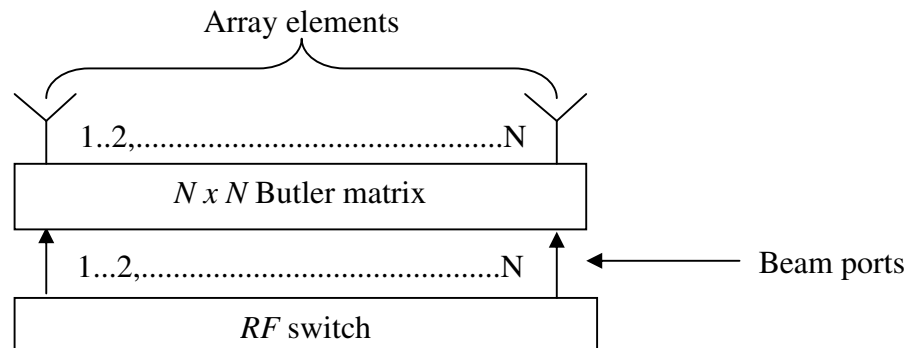 Array elements
1..2,.............................................N
N x N Butler matrix
1...2,............................................N
Beam ports
RF switch